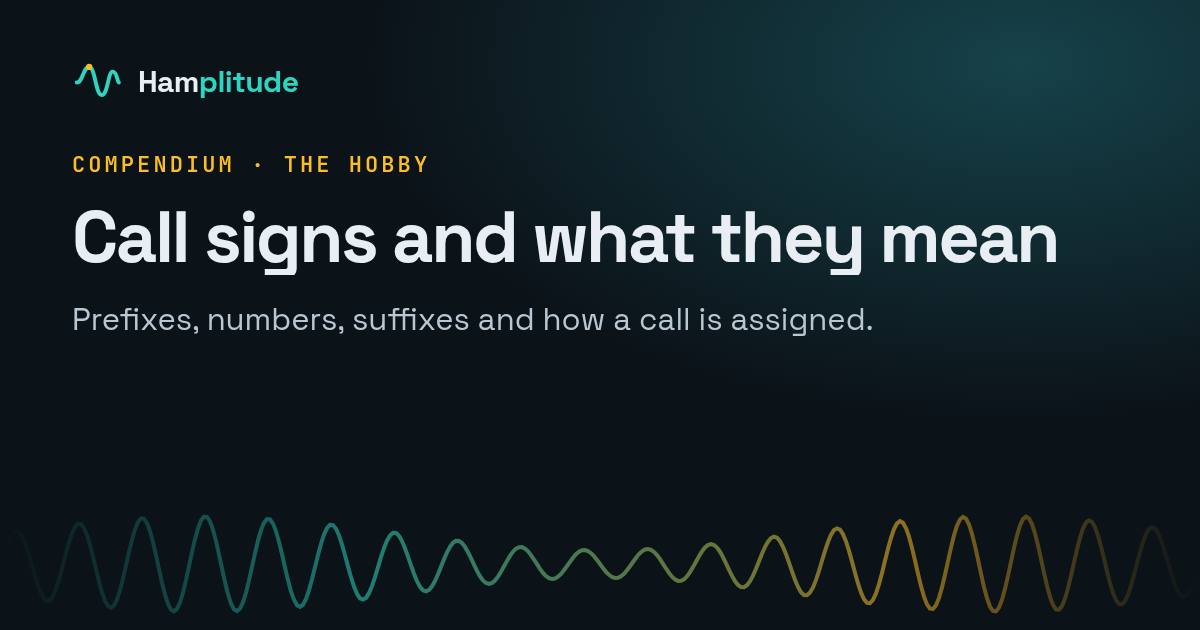 Hamplitude
COMPENDIUM · THE HOBBY
Call signs and what they mean
Prefixes, numbers, suffixes and how a call is assigned.